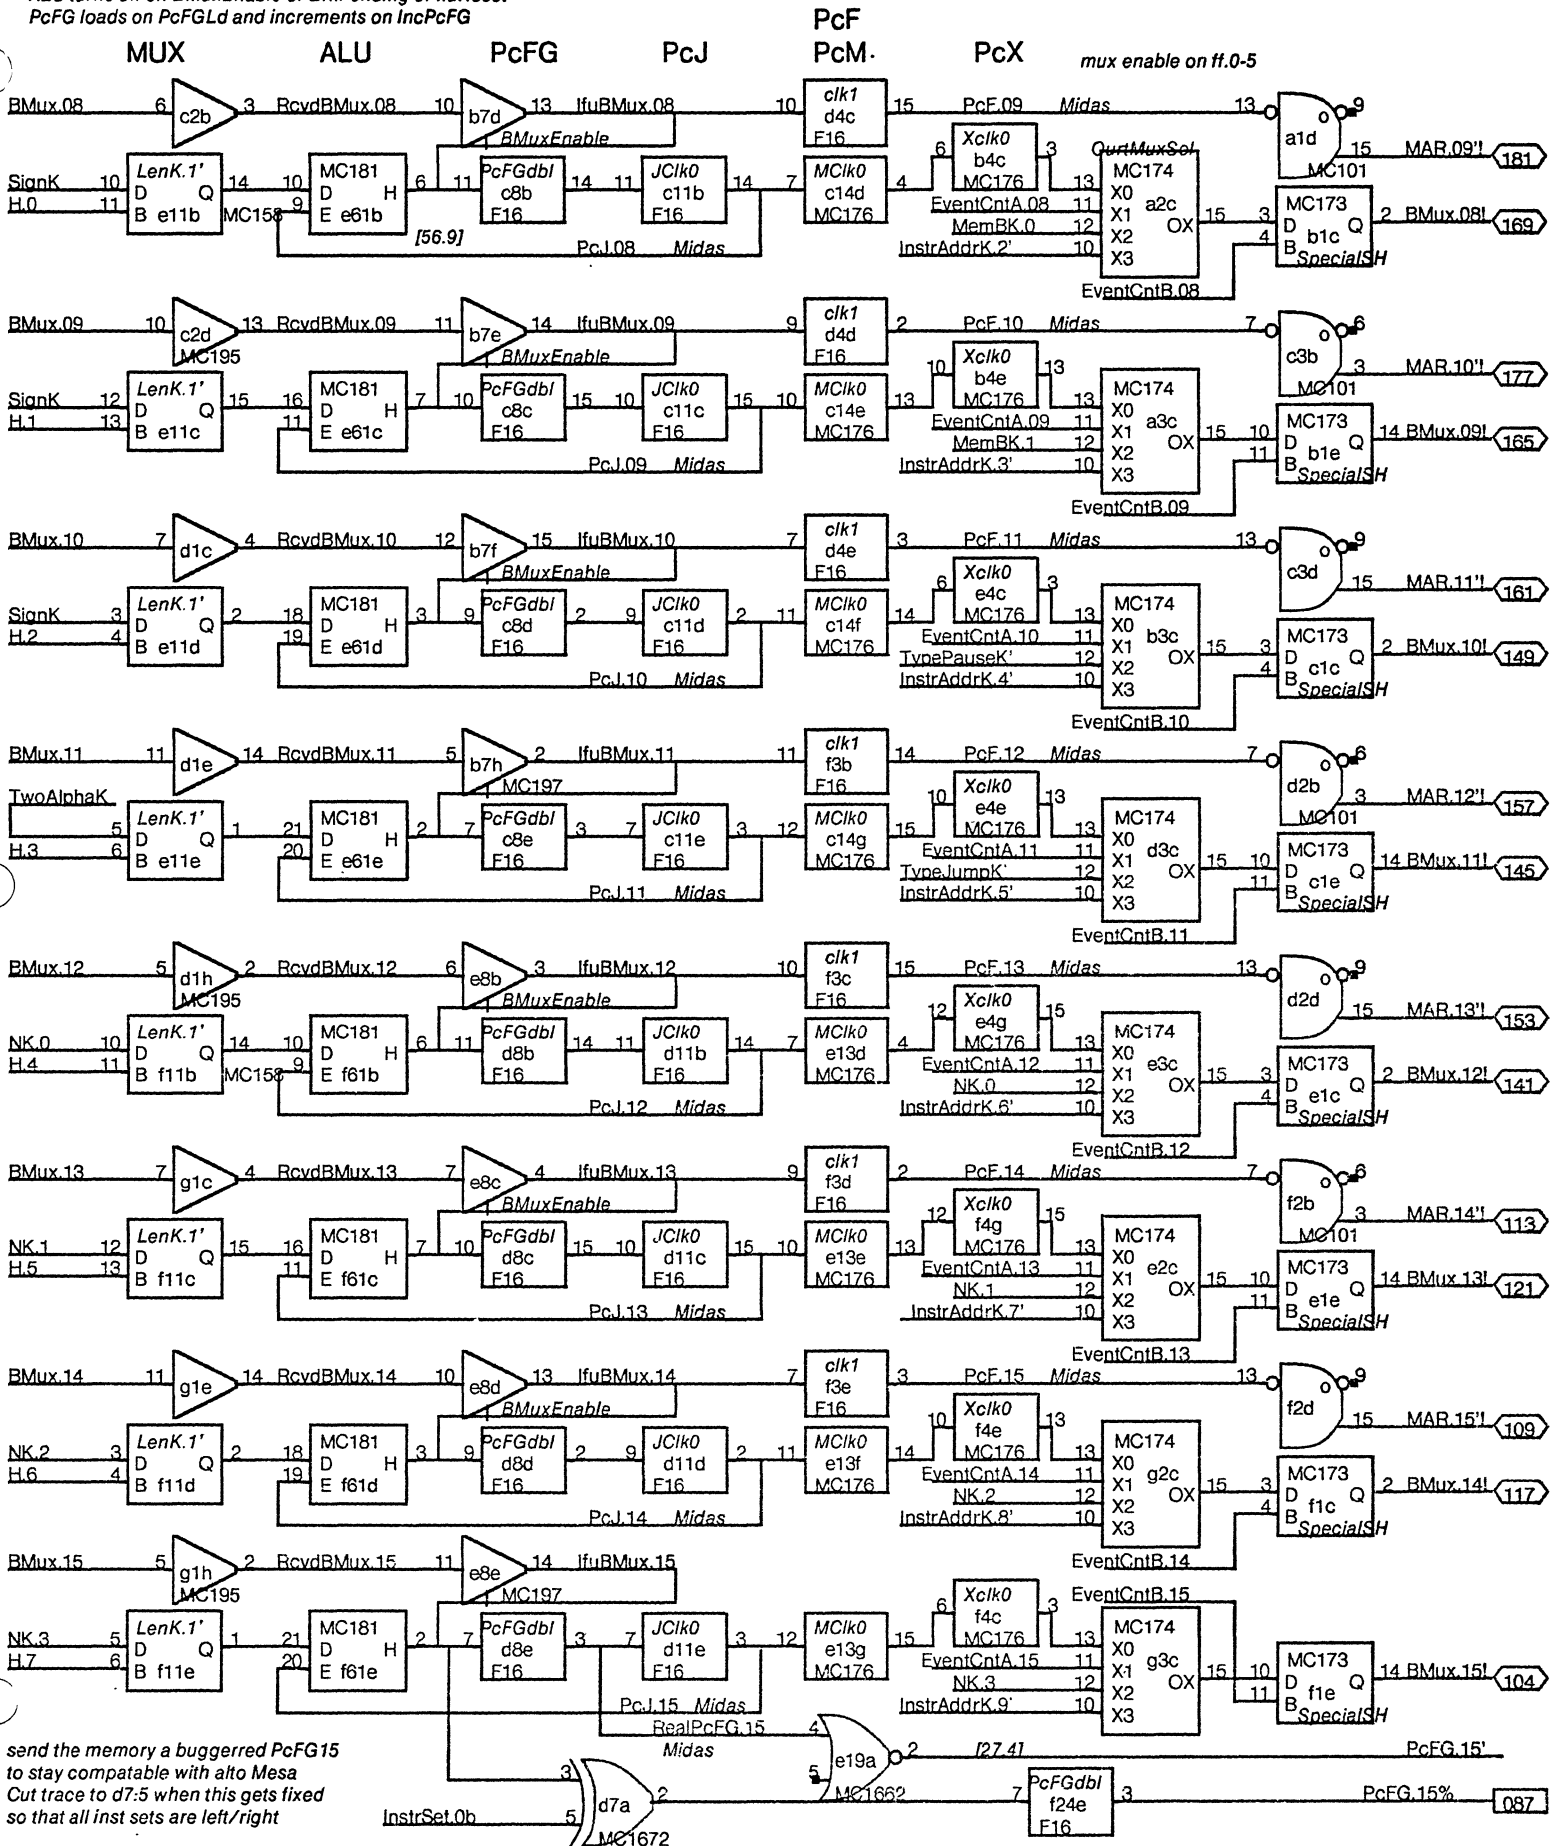 PcFG loads on PcFGLd and increments on IncPcFG
PcF
MUX ALU PcFG PcJ PcM. PcX
mux enable on ff.0-5
BMux.08 6 c2b 3 RcvdBMux.08 10 b7d 13 IfuBMux.08 10 clk1 d4c F16 15 PcF.09 Midas 13 a1d 9
BMuxEnable
15 MAR.09'! 181
MC101
6 Xclk0 b4c MC176 3
OurtMuxSel
SignK 10 LenK.1' D Q 14 10 MC181 D H 6 11 PcFGdbl c8b F16 14 11 JClk0 c11b F16 14 7 MClk0 c14d MC176 4
H.0 11 B e11b MC158 9 E e61b
[56.9]
PcJ.08 Midas
13 MC174 X0 a2c
EventCntA.08 11 X1
MemBK.0 12 X2 OX 15
InstrAddrK.2' 10 X3
3 MC173 D Q 2 BMux.08! 169
4 B b1c SpecialSH
EventCntB.08
BMux.09 10 c2d 13 RcvdBMux.09 11 b7e 14 IfuBMux.09 9 clk1 d4d F16 2 PcF.10 Midas 7 c3b 6
MC195
BMuxEnable
3 MAR.10'! 177
MC101
10 Xclk0 b4e MC176 13
SignK 12 LenK.1' D Q 15 16 MC181 D H 7 10 PcFGdbl c8c F16 15 10 JClk0 c11c F16 15 10 MClk0 c14e MC176 13
H.1 13 B e11c 11 E e61c
PcJ.09 Midas
13 MC174 X0 a3c
EventCntA.09 11 X1
MemBK.1 12 X2 OX 15
InstrAddrK.3' 10 X3
10 MC173 D Q 14 BMux.09! 165
11 B b1e SpecialSH
EventCntB.09
BMux.10 7 d1c 4 RcvdBMux.10 12 b7f 15 IfuBMux.10 7 clk1 d4e F16 3 PcF.11 Midas 13 c3d 9
BMuxEnable
15 MAR.11'! 161
6 Xclk0 e4c MC176 3
SignK 3 LenK.1' D Q 2 18 MC181 D H 3 9 PcFGdbl c8d F16 2 9 JClk0 c11d F16 2 11 MClk0 c14f MC176 14
H.2 4 B e11d 19 E e61d
PcJ.10 Midas
13 MC174 X0 b3c
EventCntA.10 11 X1
TypePauseK' 12 X2 OX 15
InstrAddrK.4' 10 X3
3 MC173 D Q 2 BMux.10! 149
4 B c1c SpecialSH
EventCntB.10
BMux.11 11 d1e 14 RcvdBMux.11 5 b7h 2 IfuBMux.11 11 clk1 f3b F16 14 PcF.12 Midas 7 d2b 6
MC197
3 MAR.12'! 157
MC101
TwoAlphaK
10 Xclk0 e4e MC176 13
5 LenK.1' D Q 1 21 MC181 D H 2 7 PcFGdbl c8e F16 3 7 JClk0 c11e F16 3 12 MClk0 c14g MC176 15
H.3 6 B e11e 20 E e61e
PcJ.11 Midas
13 MC174 X0 d3c
EventCntA.11 11 X1
TypeJumpK' 12 X2 OX 15
InstrAddrK.5' 10 X3
10 MC173 D Q 14 BMux.11! 145
11 B c1e SpecialSH
EventCntB.11
BMux.12 5 d1h 2 RcvdBMux.12 6 e8b 3 IfuBMux.12 10 clk1 f3c F16 15 PcF.13 Midas 13 d2d 9
MC195
BMuxEnable
15 MAR.13'! 153
12 Xclk0 e4g MC176 15
NK.0 10 LenK.1' D Q 14 10 MC181 D H 6 11 PcFGdbl d8b F16 14 11 JClk0 d11b F16 14 7 MClk0 e13d MC176 4
H.4 11 B f11b MC158 9 E f61b
PcJ.12 Midas
13 MC174 X0 e3c
EventCntA.12 11 X1
NK.0 12 X2 OX 15
InstrAddrK.6' 10 X3
3 MC173 D Q 2 BMux.12! 141
4 B e1c SpecialSH
EventCntB.12
BMux.13 7 g1c 4 RcvdBMux.13 7 e8c 4 IfuBMux.13 9 clk1 f3d F16 2 PcF.14 Midas 7 f2b 6
BMuxEnable
3 MAR.14'! 113
MC101
12 Xclk0 f4g MC176 15
NK.1 12 LenK.1' D Q 15 16 MC181 D H 7 10 PcFGdbl d8c F16 15 10 JClk0 d11c F16 15 10 MClk0 e13e MC176 13
H.5 13 B f11c 11 E f61c
PcJ.13 Midas
13 MC174 X0 e2c
EventCntA.13 11 X1
NK.1 12 X2 OX 15
InstrAddrK.7' 10 X3
10 MC173 D Q 14 BMux.13! 121
11 B e1e SpecialSH
EventCntB.13
BMux.14 11 g1e 14 RcvdBMux.14 10 e8d 13 IfuBMux.14 7 clk1 f3e F16 3 PcF.15 Midas 13 f2d 9
BMuxEnable
15 MAR.15'! 109
10 Xclk0 f4e MC176 13
NK.2 3 LenK.1' D Q 2 18 MC181 D H 3 9 PcFGdbl d8d F16 2 9 JClk0 d11d F16 2 11 MClk0 e13f MC176 14
H.6 4 B f11d 19 E f61d
PcJ.14 Midas
13 MC174 X0 g2c
EventCntA.14 11 X1
NK.2 12 X2 OX 15
InstrAddrK.8' 10 X3
3 MC173 D Q 2 BMux.14! 117
4 B f1c SpecialSH
EventCntB.14
BMux.15 5 g1h 2 RcvdBMux.15 11 e8e 14 IfuBMux.15
MC195
MC197
EventCntB.15
6 Xclk0 f4c MC176 3
NK.3 5 LenK.1' D Q 1 21 MC181 D H 2 7 PcFGdbl d8e F16 3 7 JClk0 d11e F16 3 12 MClk0 e13g MC176 15
H.7 6 B f11e 20 E f61e
PcJ.15 Midas
13 MC174 X0 g3c
EventCntA.15 11 X1
NK.3 12 X2 OX 15
InstrAddrK.9' 10 X3
10 MC173 D Q 14 BMux.15! 104
11 B f1e SpecialSH
RealPcFG.15 4
Midas
e19a 2 [27.4] PcFG.15'
5
MC1662
send the memory a buggerred PcFG15
to stay compatable with alto Mesa
Cut trace to d7:5 when this gets fixed
so that all inst sets are left/right
3
InstrSet.0b 5 d7a 2
MC1672
7 PcFGdbl f24e F16 3 PcFG.15% 087